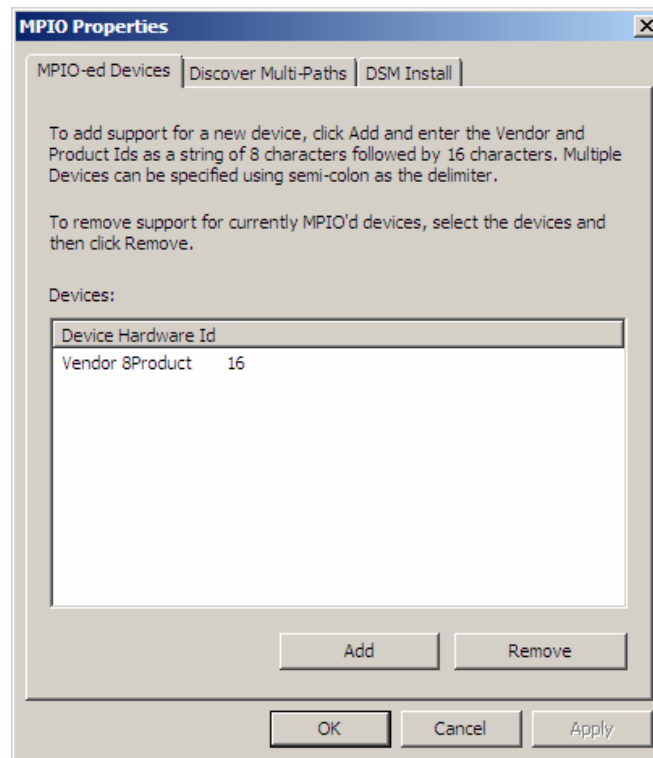 MPIO Properties
MPIO-ed Devices Discover Multi-Paths DSM Install
To add support for a new device, click Add and enter the Vendor and
Product Ids as a string of 8 characters followed by 16 characters. Multiple
Devices can be specified using semi-colon as the delimiter.
To remove support for currently MPIO'd devices, select the devices and
then click Remove.
Devices:
Device Hardware Id
Vendor 8Product 16
Add Remove
OK Cancel Apply